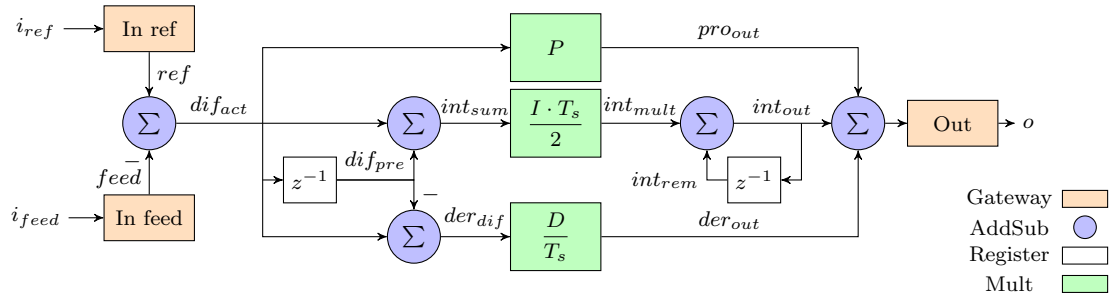 i_ref
In ref
ref
Σ
dif_act
feed
−
i_feed
In feed
P
pro_out
Σ
int_sum
I · T_s
2
int_mult
Σ
int_out
Σ
Out
o
z⁻¹
dif_pre
−
int_rem
z⁻¹
Σ
der_dif
D
T_s
der_out
Gateway
AddSub
Register
Mult